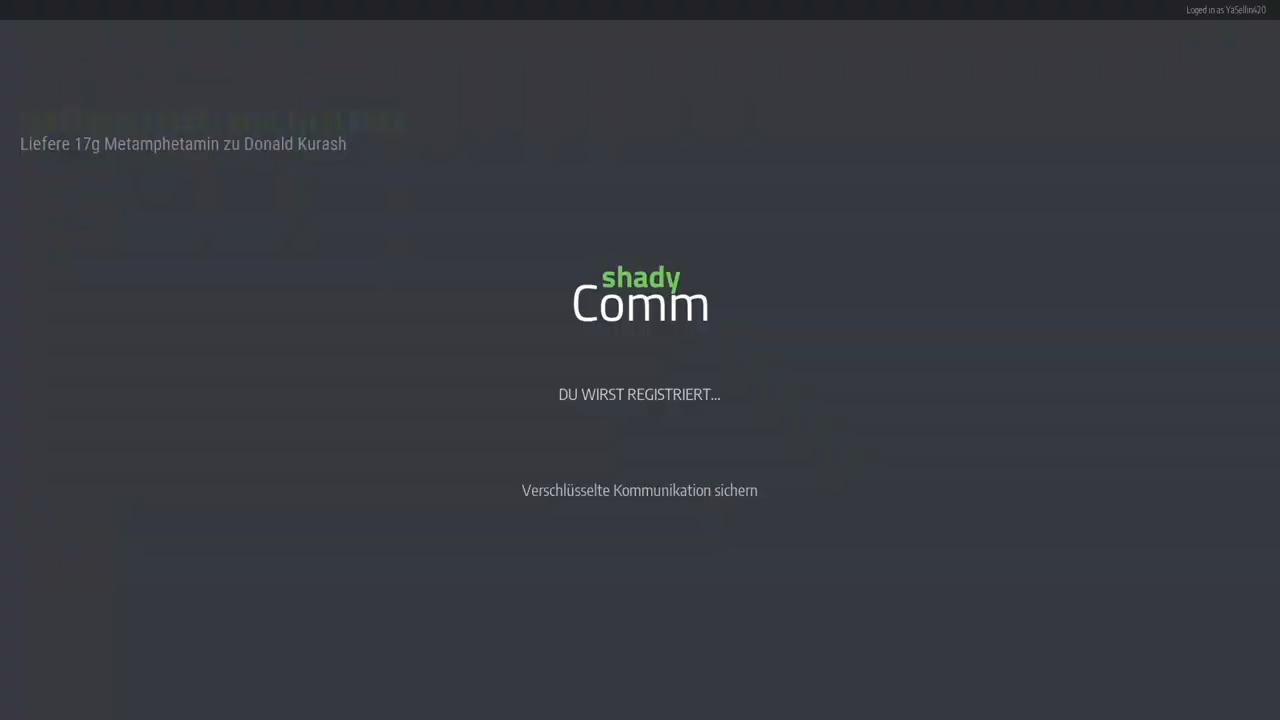 Loged in as YaSellin420
Liefere 17g Metamphetamin zu Donald Kurash
shady
Comm
DU WIRST REGISTRIERT...
Verschlüsselte Kommunikation sichern